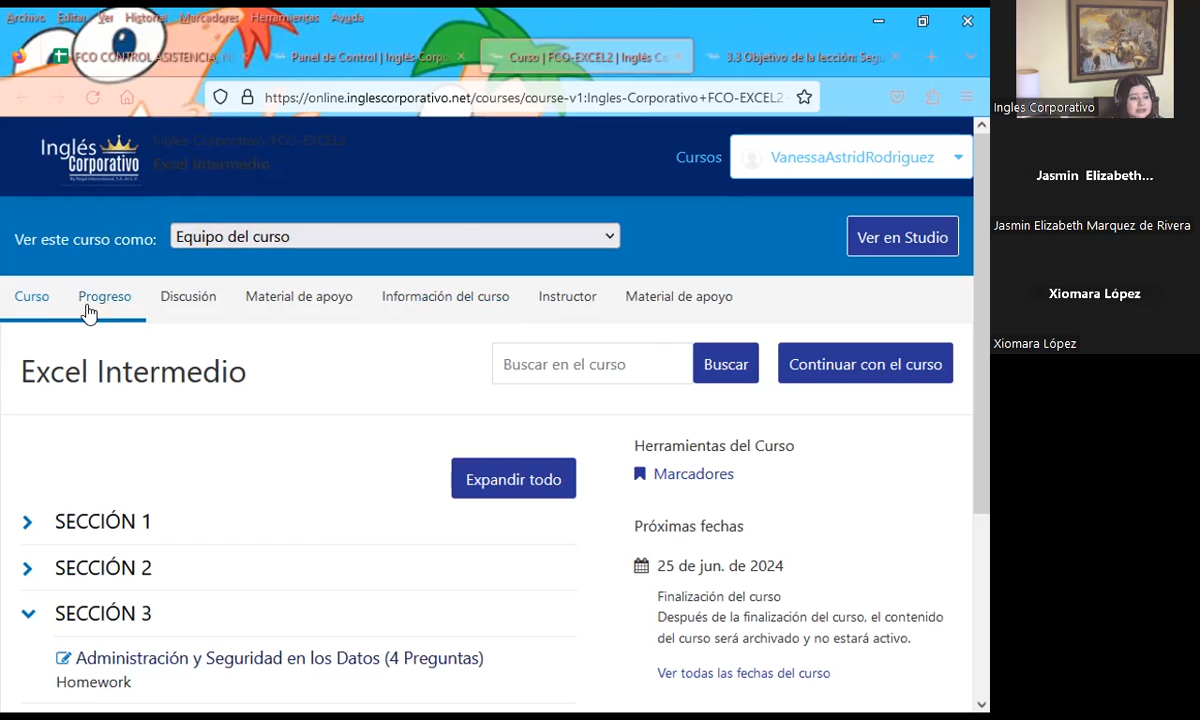 Archivo Editar Ver Historial Marcadores Herramientas Ayuda
FCO CONTROL ASISTENCIA,
Panel de Control | Inglés Corpo
Curso | FCO-EXCEL2 | Inglés Co
3.3 Objetivo de la lección: Segu
https://online.inglescorporativo.net/courses/course-v1:Ingles-Corporativo+FCO-EXCEL2
Inglés
Corporativo
Ingles-Corporativo: FCO-EXCEL2
Excel Intermedio
Cursos
VanessaAstridRodriguez
Ver este curso como:
Equipo del curso
Ver en Studio
Curso Progreso Discusión Material de apoyo Información del curso Instructor Material de apoyo
Excel Intermedio
Buscar en el curso
Buscar
Continuar con el curso
Herramientas del Curso
Marcadores
Expandir todo
SECCIÓN 1
SECCIÓN 2
SECCIÓN 3
Administración y Seguridad en los Datos (4 Preguntas)
Homework
Próximas fechas
25 de jun. de 2024
Finalización del curso
Después de la finalización del curso, el contenido
del curso será archivado y no estará activo.
Ver todas las fechas del curso
Ingles Corporativo
Jasmin Elizabeth...
Jasmin Elizabeth Marquez de Rivera
Xiomara López
Xiomara López